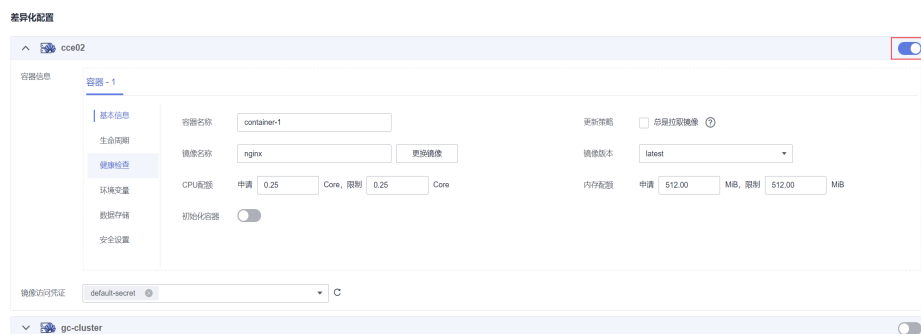 差异化配置
cce02
容器信息
容器 - 1
基本信息
生命周期
健康检查
环境变量
数据存储
安全设置
容器名称 container-1 更新策略 总是拉取镜像 ?
镜像名称 nginx 更换镜像 镜像版本 latest
CPU配额 申请 0.25 Core, 限制 0.25 Core 内存配额 申请 512.00 MiB, 限制 512.00 MiB
初始化容器
镜像访问凭证 default-secret
gc-cluster